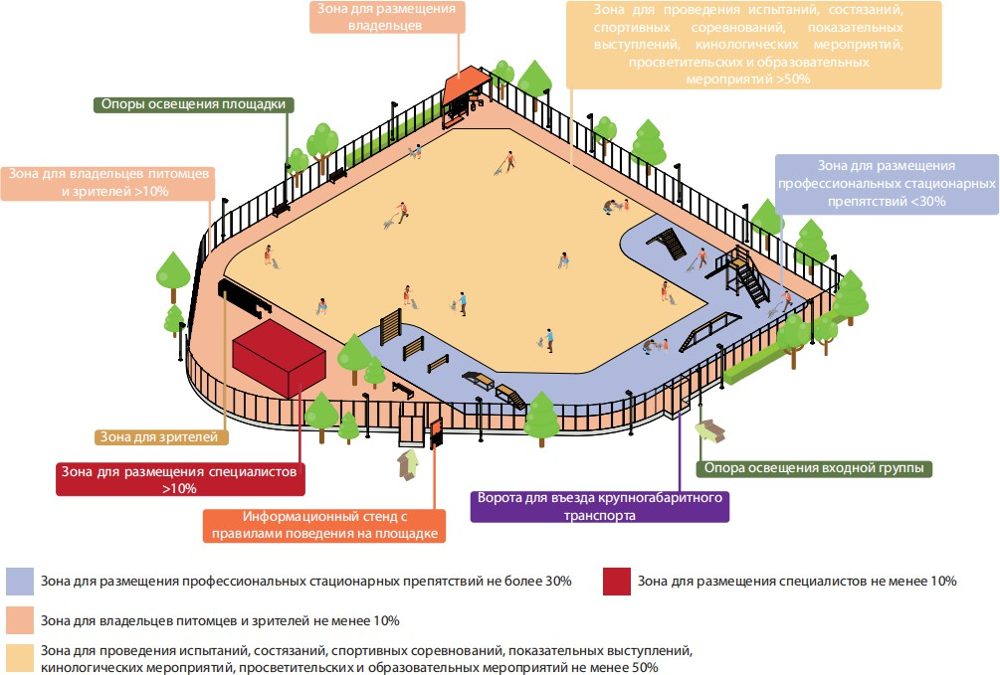 Зона для размещения
владельцев
Зона для проведения испытаний, состязаний,
спортивных соревнований, показательных
выступлений, кинологических мероприятий,
просветительских и образовательных
мероприятий >50%
Опоры освещения площадки
Зона для владельцев питомцев
и зрителей >10%
Зона для размещения
профессиональных стационарных
препятствий <30%
Зона для зрителей
Зона для размещения специалистов
>10%
Опора освещения входной группы
Ворота для въезда крупногабаритного
транспорта
Информационный стенд с
правилами поведения на площадке
Зона для размещения профессиональных стационарных препятствий не более 30%
Зона для размещения специалистов не менее 10%
Зона для владельцев питомцев и зрителей не менее 10%
Зона для проведения испытаний, состязаний, спортивных соревнований, показательных выступлений,
кинологических мероприятий, просветительских и образовательных мероприятий не менее 50%